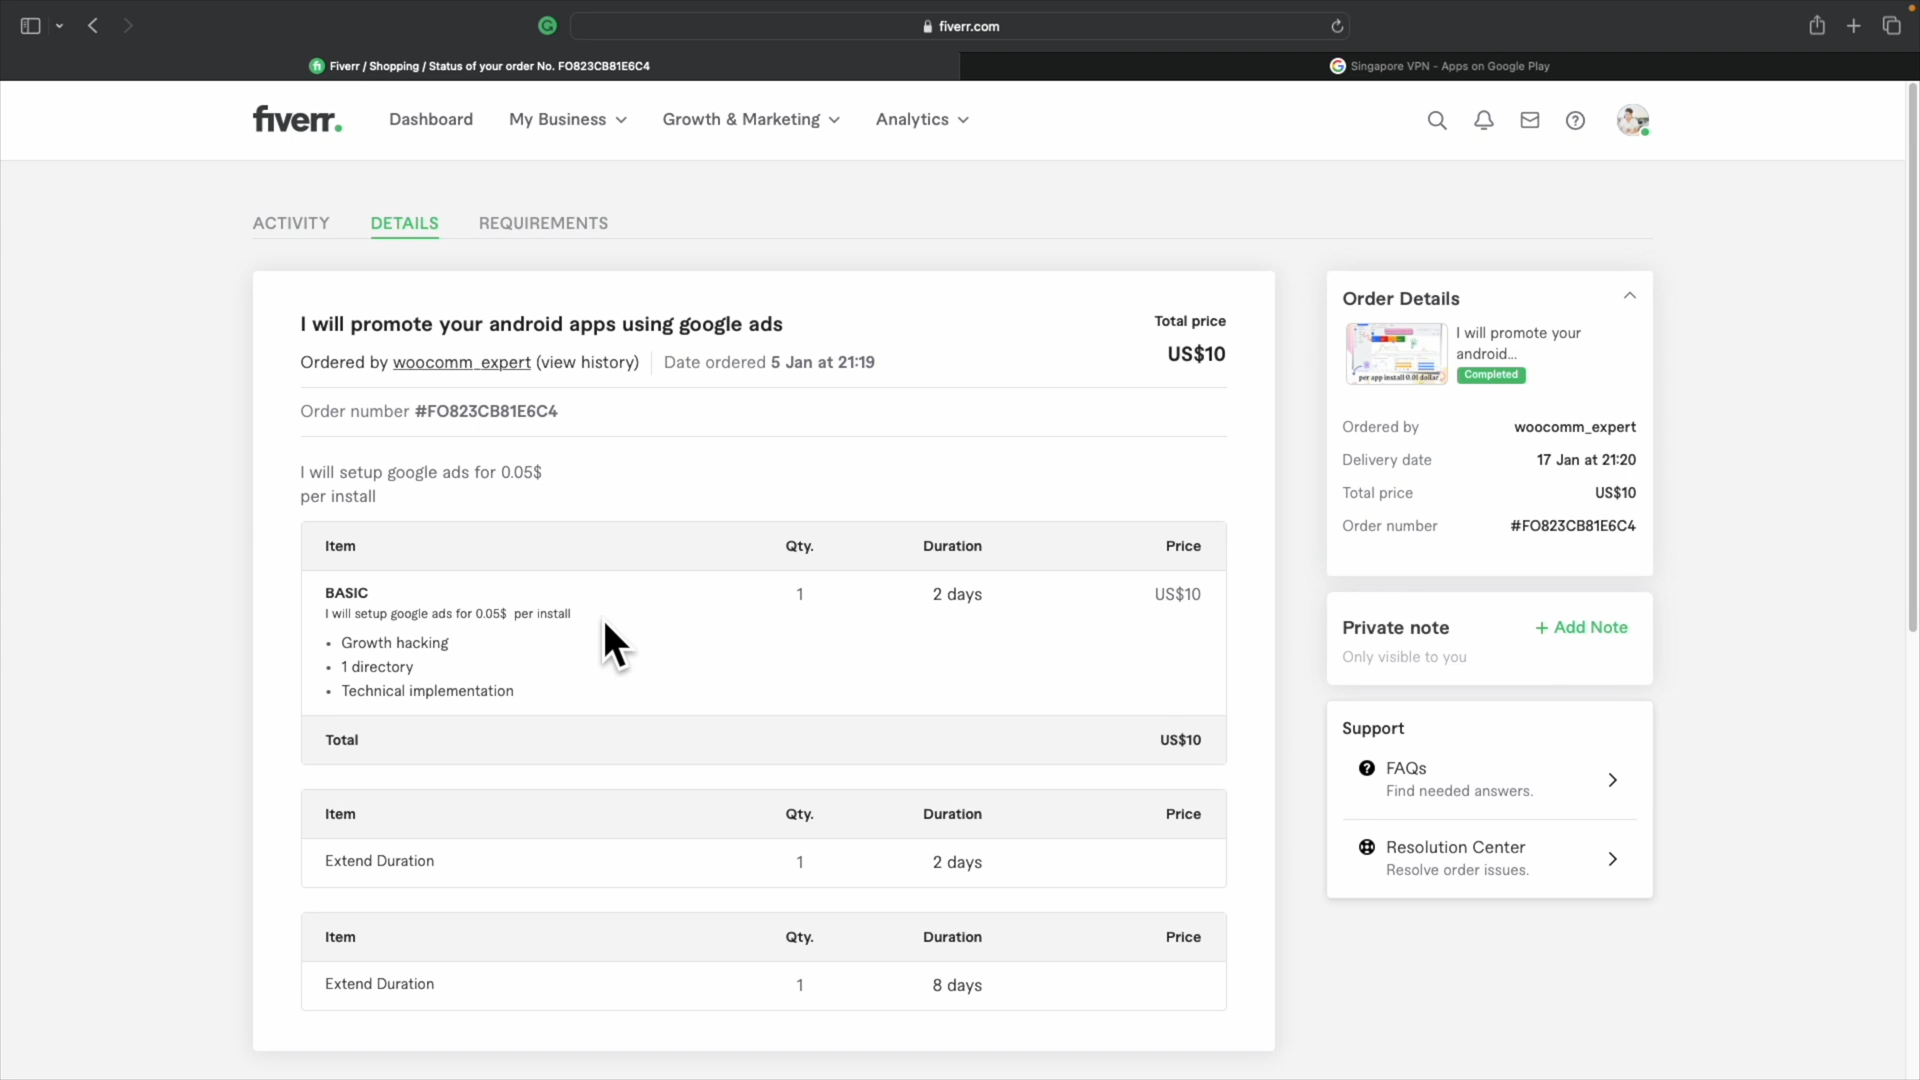 fiverr.com
Fiverr / Shopping / Status of your order No. FO823CB81E6C4
Singapore VPN - Apps on Google Play
fiverr.
Dashboard
My Business
Growth & Marketing
Analytics
ACTIVITY
DETAILS
REQUIREMENTS
I will promote your android apps using google ads
Total price
US$10
Ordered by woocomm_expert (view history)
Date ordered 5 Jan at 21:19
Order number #FO823CB81E6C4
I will setup google ads for 0.05$
per install
Item Qty. Duration Price
BASIC 1 2 days US$10
I will setup google ads for 0.05$ per install
• Growth hacking
• 1 directory
• Technical implementation
Total US$10
Item Qty. Duration Price
Extend Duration 1 2 days
Item Qty. Duration Price
Extend Duration 1 8 days
Order Details
per app install 0.01 dollar
I will promote your
android...
Completed
Ordered by woocomm_expert
Delivery date 17 Jan at 21:20
Total price US$10
Order number #FO823CB81E6C4
Private note + Add Note
Only visible to you
Support
FAQs
Find needed answers.
Resolution Center
Resolve order issues.